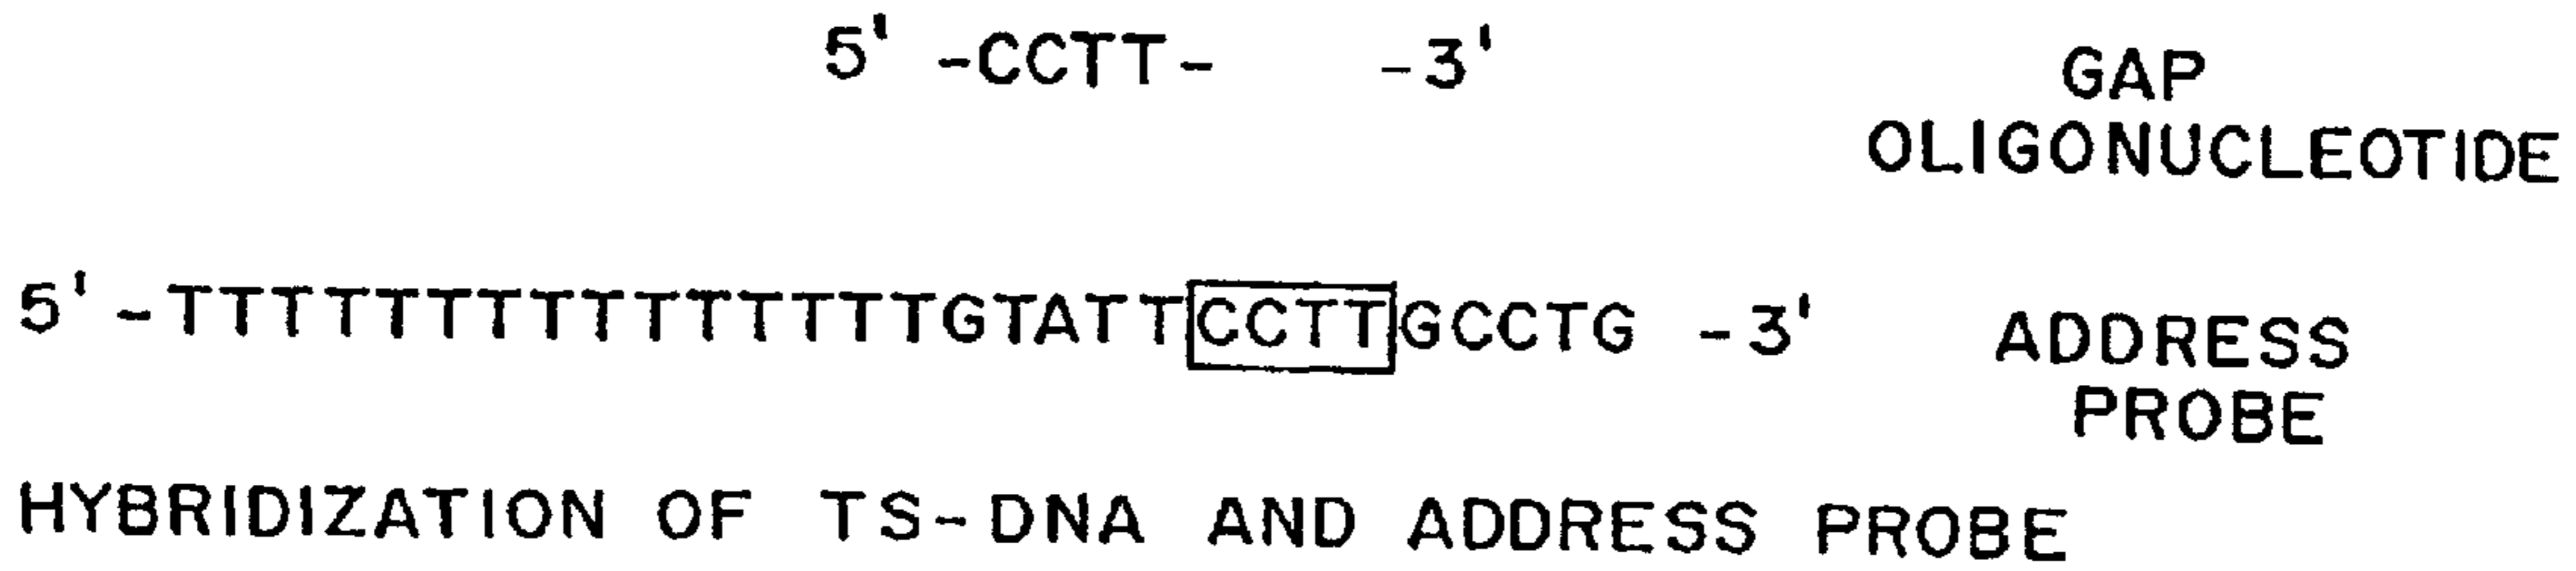 5' -CCTT- -3'
GAP
OLIGONUCLEOTIDE
5' -TTTTTTTTTTTTTTTGTATTCCTTGCCTG -3'
ADDRESS
PROBE
HYBRIDIZATION OF TS-DNA AND ADDRESS PROBE